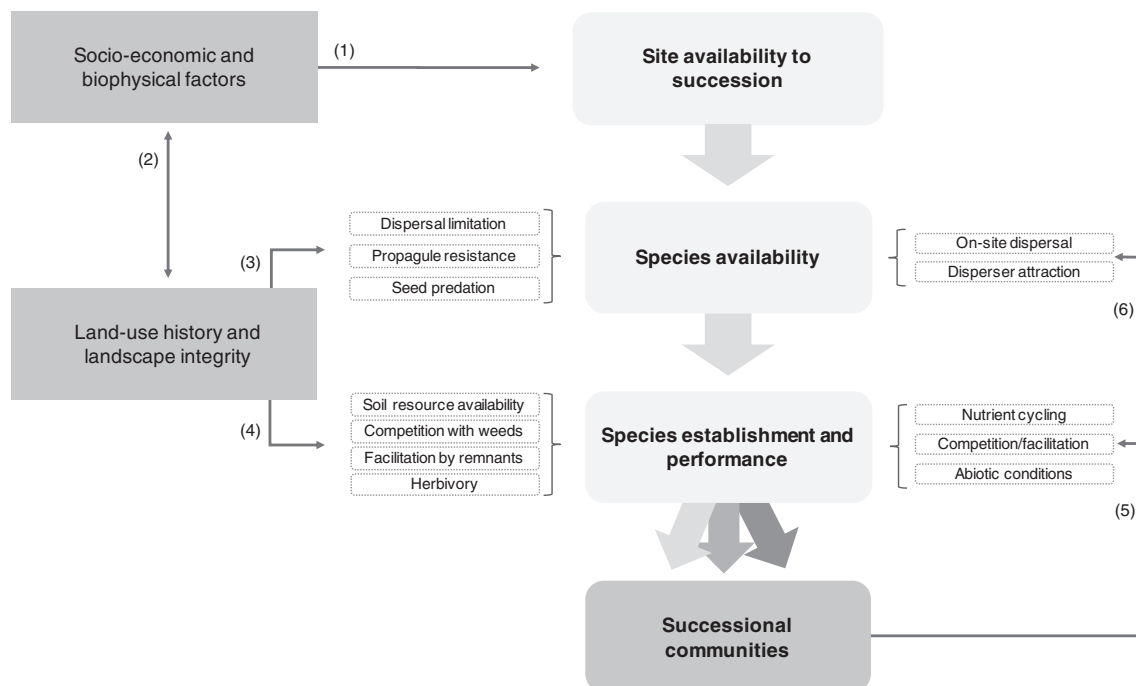 Socio-economic and
biophysical factors
(1)
Site availability to
succession
(2)
Dispersal limitation
Propagule resistance
Seed predation
(3)
Species availability
On-site dispersal
Disperser attraction
(6)
Land-use history and
landscape integrity
(4)
Soil resource availability
Competition with weeds
Facilitation by remnants
Herbivory
Species establishment and
performance
Nutrient cycling
Competition/facilitation
Abiotic conditions
(5)
Successional
communities